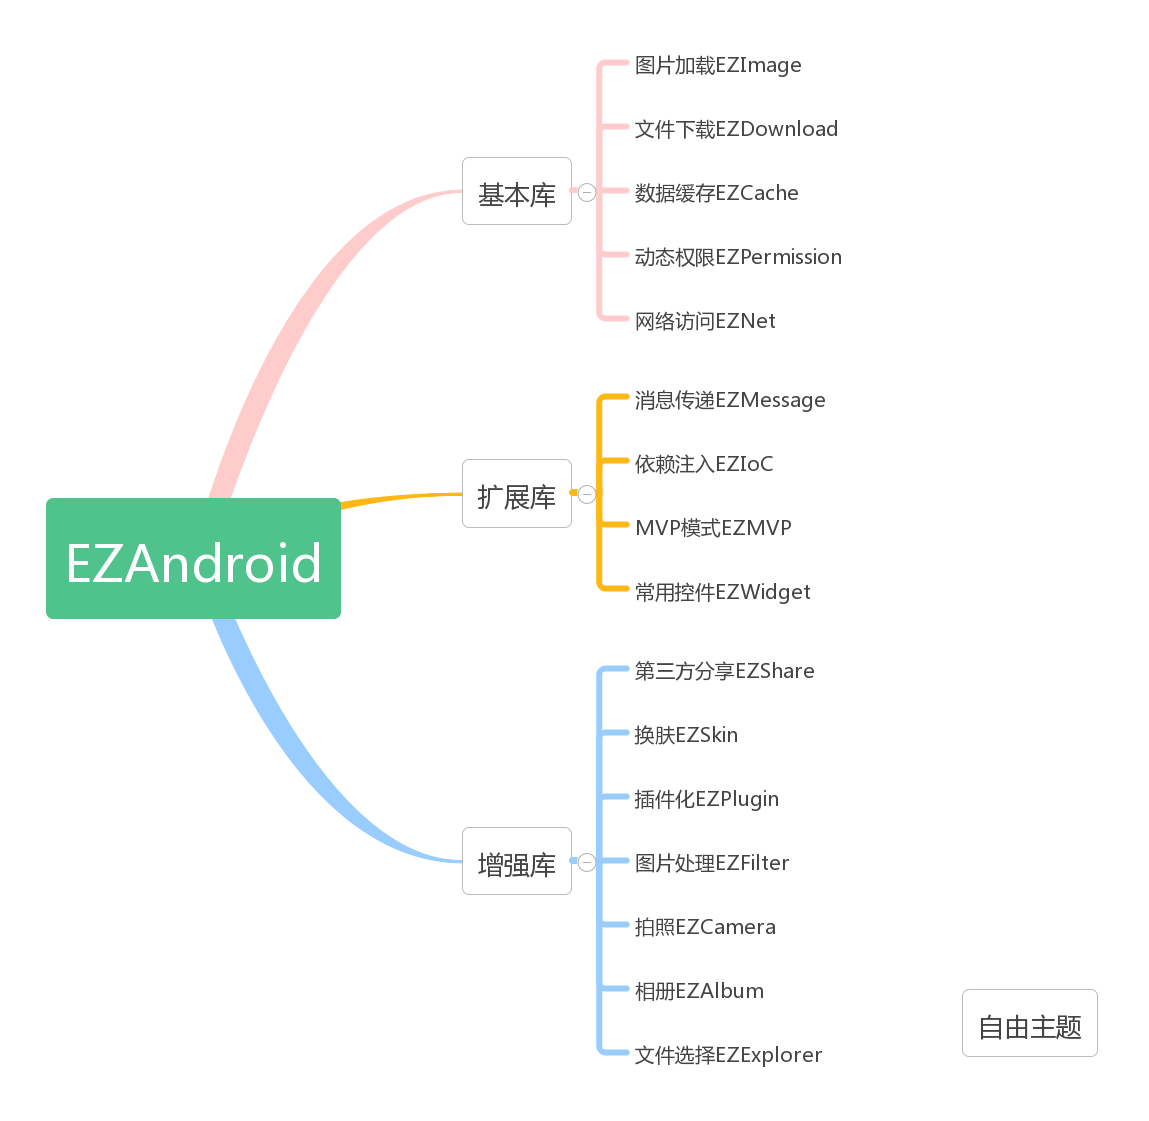 EZAndroid
基本库
图片加载EZImage
文件下载EZDownload
数据缓存EZCache
动态权限EZPermission
网络访问EZNet
扩展库
消息传递EZMessage
依赖注入EZIoC
MVP模式EZMVP
常用控件EZWidget
增强库
第三方分享EZShare
换肤EZSkin
插件化EZPlugin
图片处理EZFilter
拍照EZCamera
相册EZAlbum
文件选择EZExplorer
自由主题